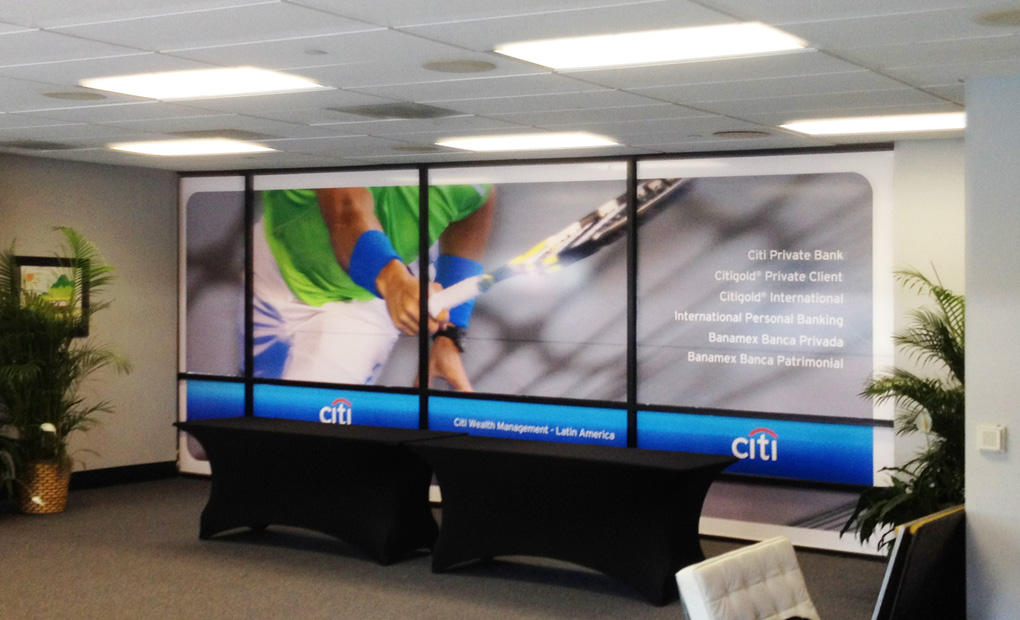 Citi Private Bank
Citigold® Private Client
Citigold® International
International Personal Banking
Banamex Banca Privada
Banamex Banca Patrimonial
citi
Citi Wealth Management - Latin America
citi